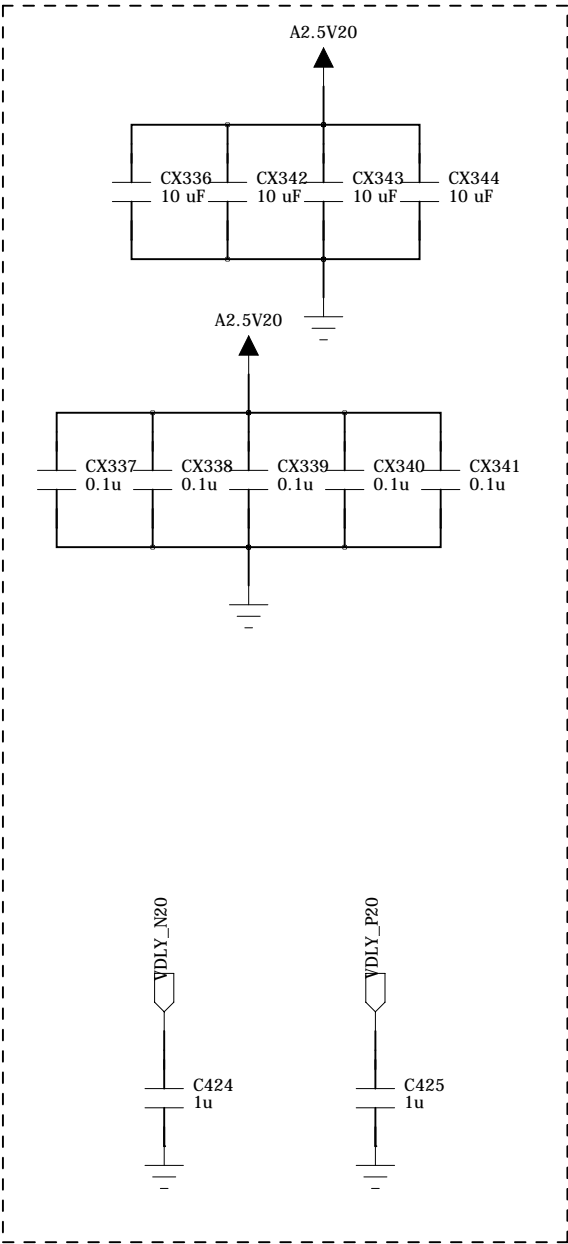 A2.5V20
CX336 CX342 CX343 CX344
10 uF 10 uF 10 uF 10 uF
A2.5V20
CX337 CX338 CX339 CX340 CX341
0.1u 0.1u 0.1u 0.1u 0.1u
VDLY_N20
VDLY_P20
C424 C425
1u 1u